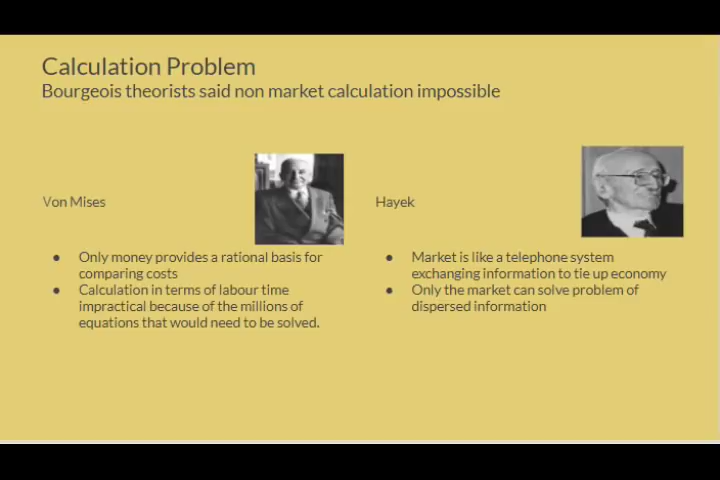 Calculation Problem
Bourgeois theorists said non market calculation impossible
Von Mises
● Only money provides a rational basis for
comparing costs
● Calculation in terms of labour time
impractical because of the millions of
equations that would need to be solved.
Hayek
● Market is like a telephone system
exchanging information to tie up economy
● Only the market can solve problem of
dispersed information